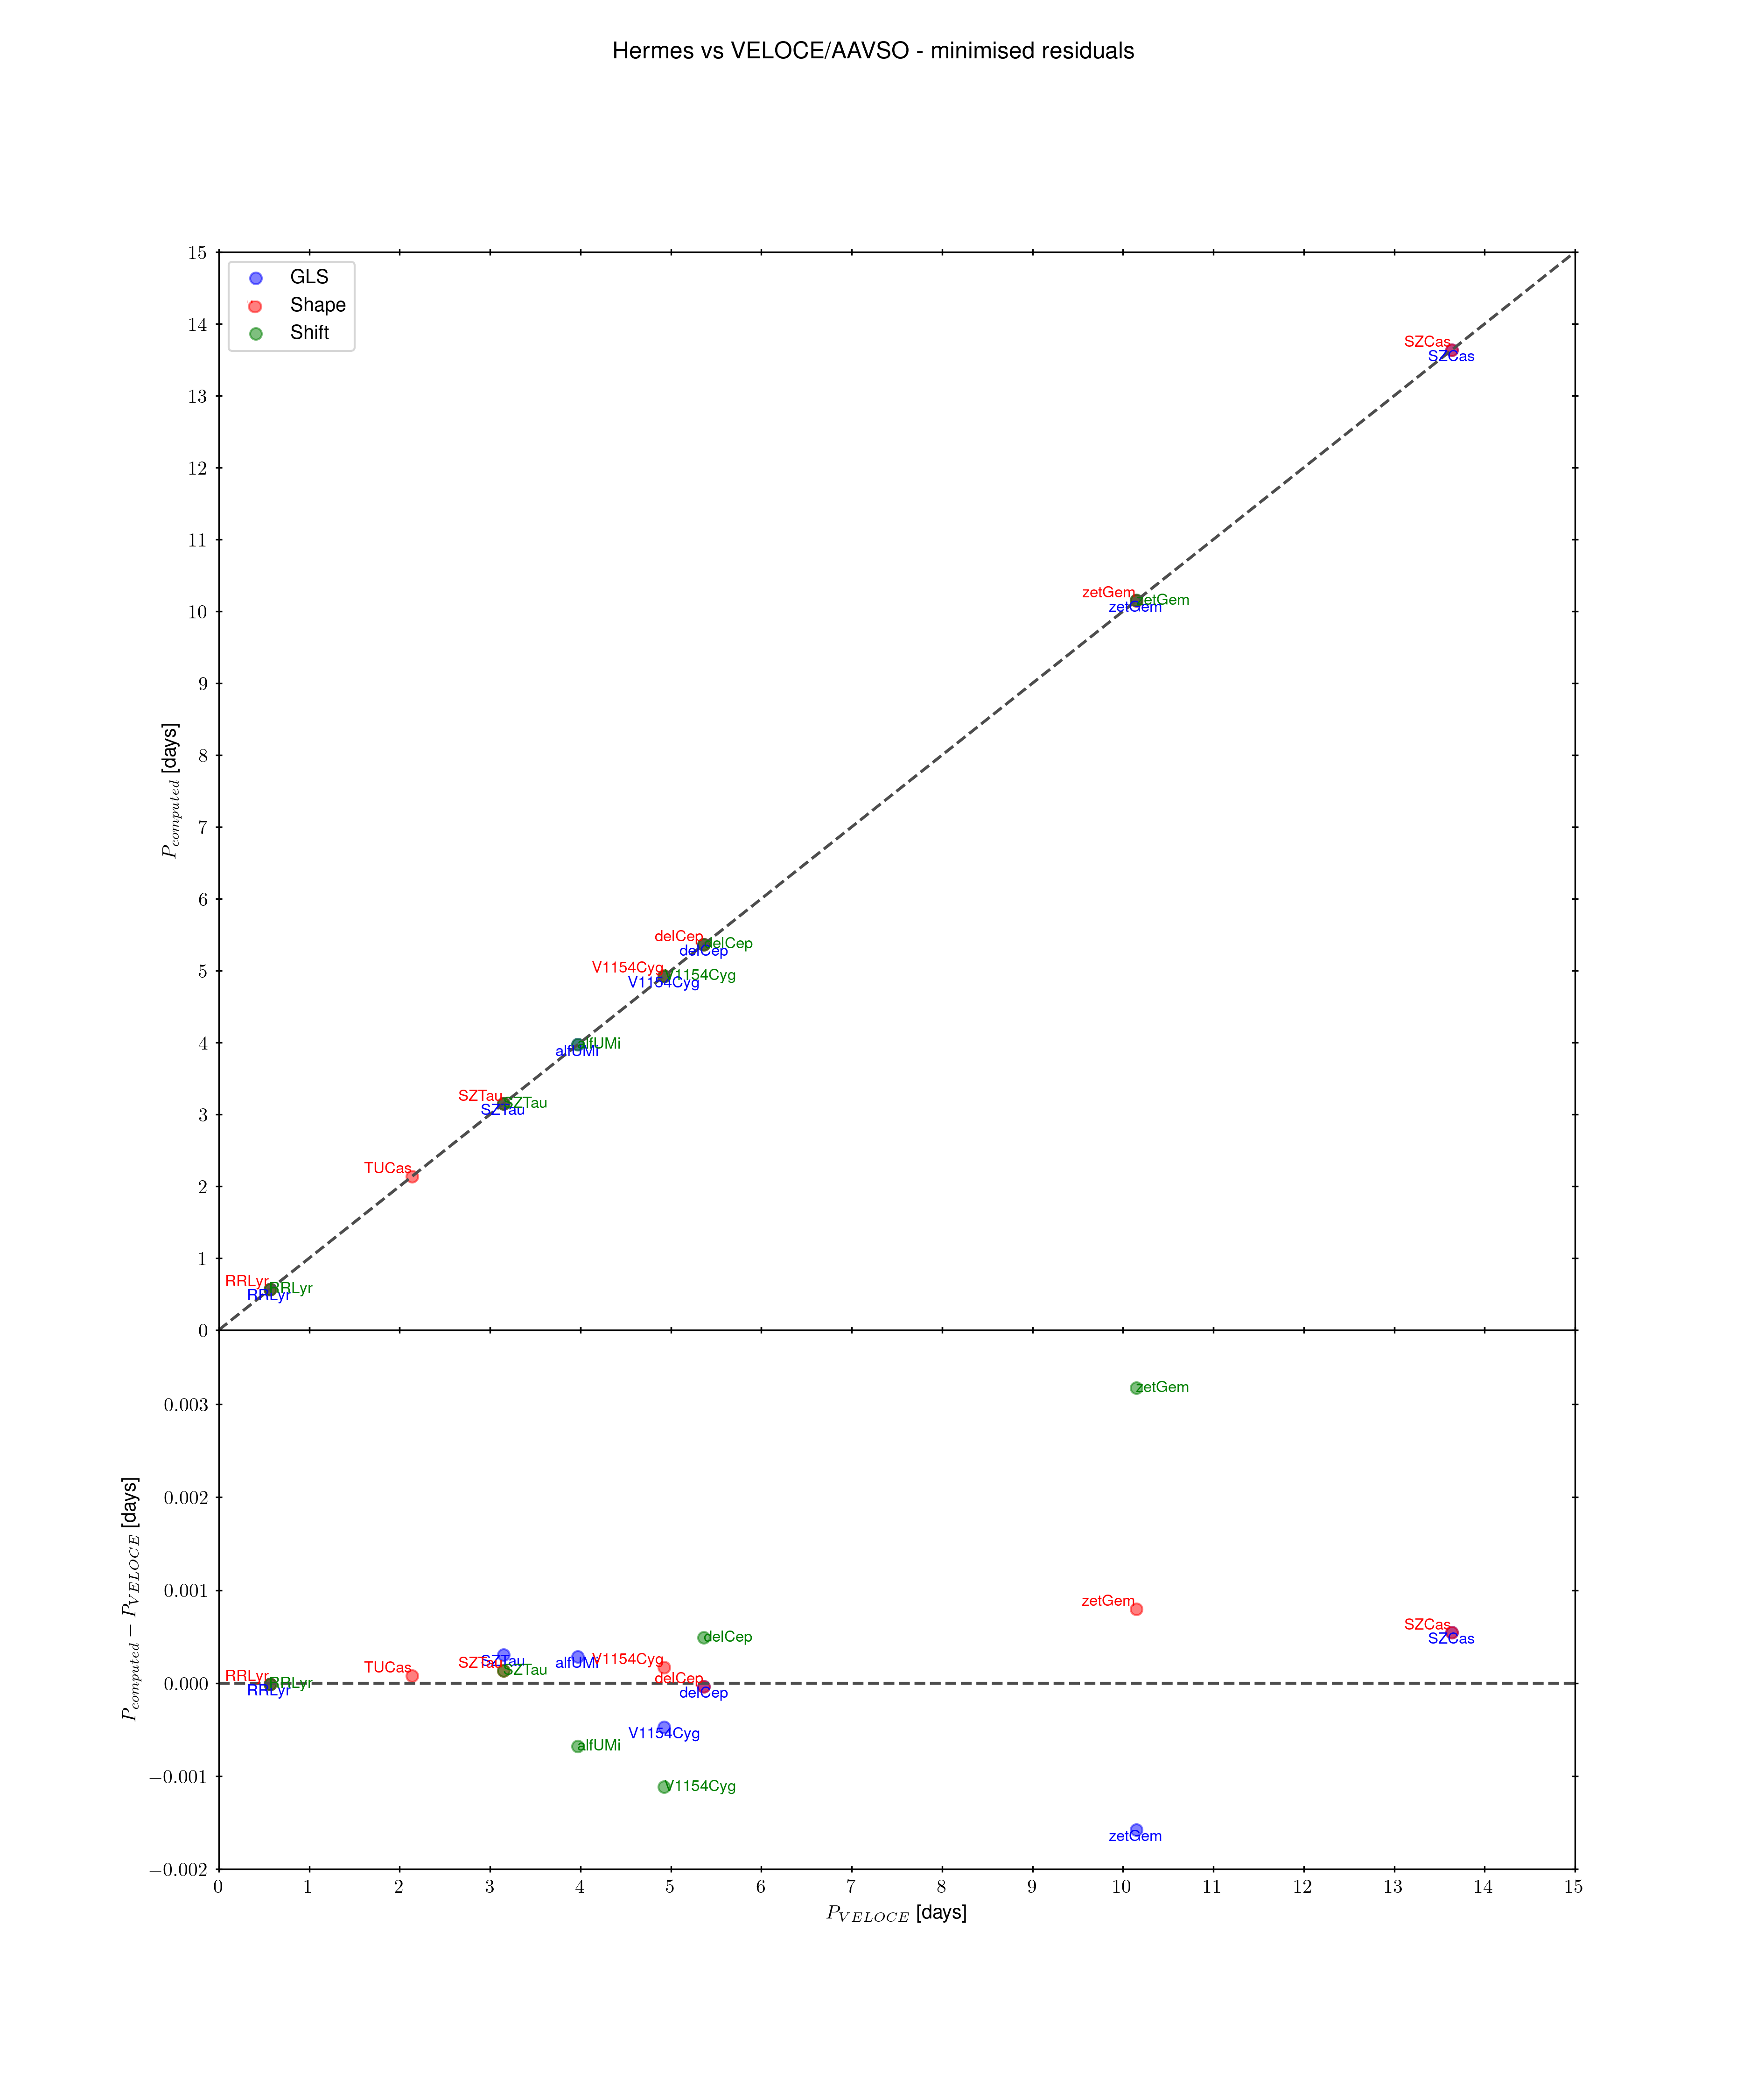 Hermes vs VELOCE/AAVSO - minimised residuals
15
GLS
Shape
Shift
14
SZCas
SZCas
13
12
11
10
zetGem
zetGem
zetGem
9
8
P_computed [days]
7
6
delCep
delCep
delCep
5
V1154Cyg
V1154Cyg
V1154Cyg
4
alfUMi
alfUMi
3
SZTau
SZTau
SZTau
TUCas
2
1
RRLyr
RRLyr
RRLyr
0
zetGem
0.003
0.002
P_computed − P_VELOCE [days]
0.001
zetGem
SZCas
SZCas
delCep
V1154Cyg
SZTau
SZTau
SZTau
alfUMi
TUCas
RRLyr
RRLyr
RRLyr
0.000
delCep
delCep
V1154Cyg
alfUMi
−0.001
V1154Cyg
zetGem
−0.002
0 1 2 3 4 5 6 7 8 9 10 11 12 13 14 15
P_VELOCE [days]